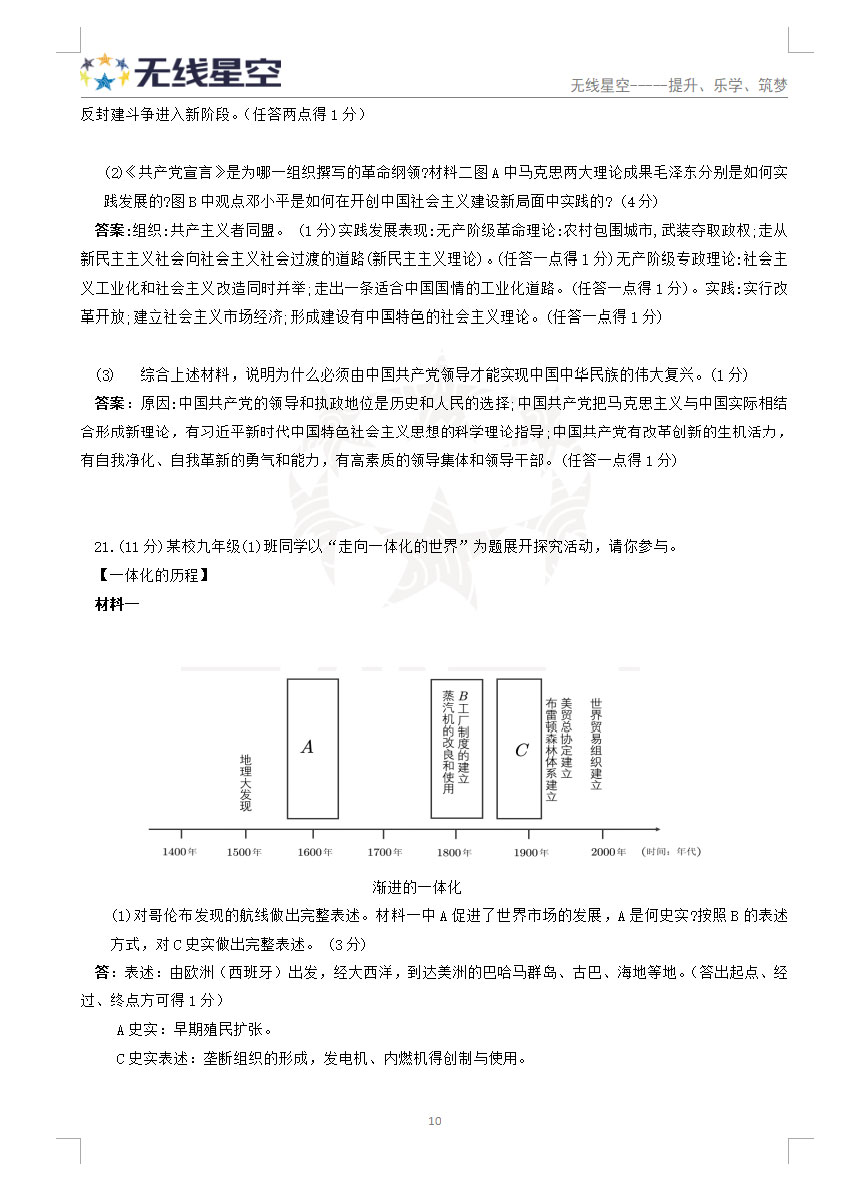 无线星空
无线星空-——提升、乐学、筑梦
反封建斗争进入新阶段。(任答两点得1分)
(2)《共产党宣言》是为哪一组织撰写的革命纲领?材料二图A中马克思两大理论成果毛泽东分别是如何实
践发展的?图B中观点邓小平是如何在开创中国社会主义建设新局面中实践的? (4分)
答案:组织:共产主义者同盟。 (1分)实践发展表现:无产阶级革命理论:农村包围城市,武装夺取政权;走从
新民主主义社会向社会主义社会过渡的道路(新民主主义理论)。(任答一点得1分)无产阶级专政理论:社会主
义工业化和社会主义改造同时并举;走出一条适合中国国情的工业化道路。(任答一点得1分)。实践:实行改
革开放;建立社会主义市场经济;形成建设有中国特色的社会主义理论。(任答一点得1分)
(3) 综合上述材料，说明为什么必须由中国共产党领导才能实现中国中华民族的伟大复兴。(1分)
答案：原因:中国共产党的领导和执政地位是历史和人民的选择;中国共产党把马克思主义与中国实际相结
合形成新理论，有习近平新时代中国特色社会主义思想的科学理论指导;中国共产党有改革创新的生机活力，
有自我净化、自我革新的勇气和能力，有高素质的领导集体和领导干部。(任答一点得1分)
21.(11分)某校九年级(1)班同学以“走向一体化的世界”为题展开探究活动，请你参与。
【一体化的历程】
材料一
地理大发现
A
B工厂制度的建立
蒸汽机的改良和使用
C
布雷顿森林体系建立
关贸总协定建立
世界贸易组织建立
1400年 1500年 1600年 1700年 1800年 1900年 2000年 (时间：年代)
渐进的一体化
(1)对哥伦布发现的航线做出完整表述。材料一中A促进了世界市场的发展，A是何史实?按照B的表述
方式，对C史实做出完整表述。 (3分)
答：表述：由欧洲（西班牙）出发，经大西洋，到达美洲的巴哈马群岛、古巴、海地等地。（答出起点、经
过、终点方可得1分）
A史实：早期殖民扩张。
C史实表述：垄断组织的形成，发电机、内燃机得创制与使用。
10